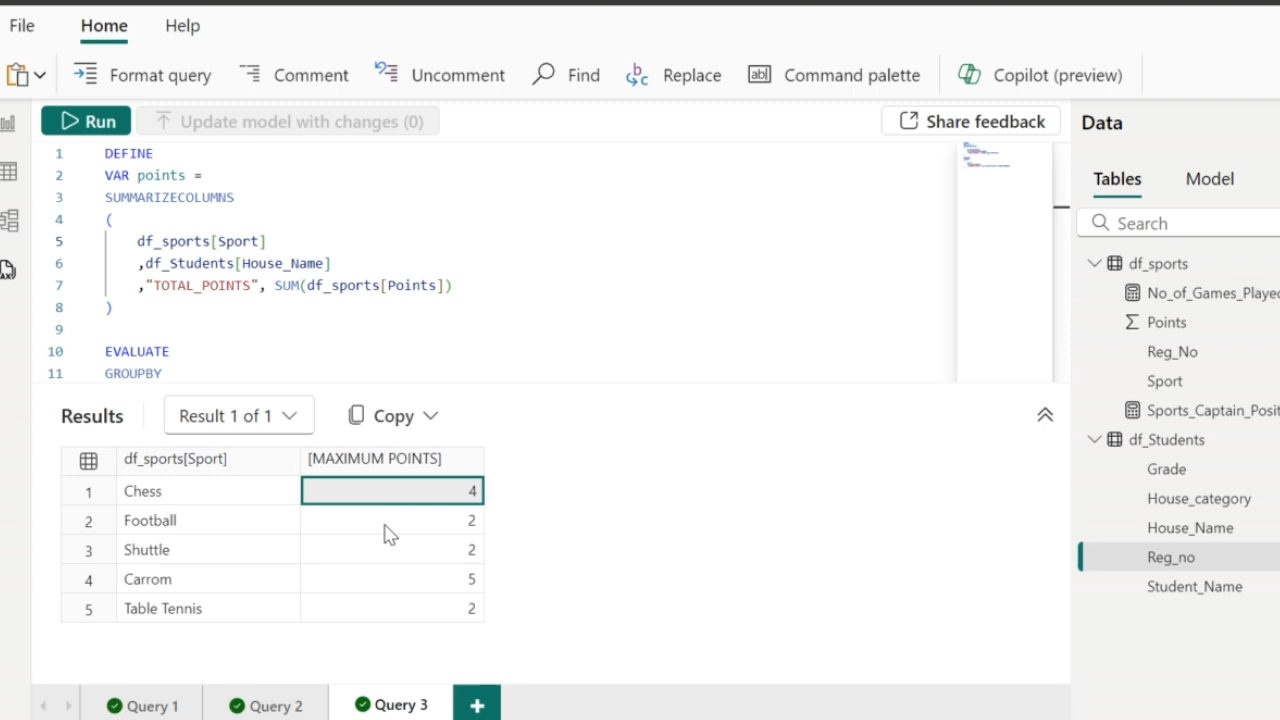 File Home Help
Format query Comment Uncomment Find Replace Command palette Copilot (preview)
Run Update model with changes (0) Share feedback
1 DEFINE
2 VAR points =
3 SUMMARIZECOLUMNS
4 (
5 df_sports[Sport]
6 ,df_Students[House_Name]
7 ,"TOTAL_POINTS", SUM(df_sports[Points])
8 )
9
10 EVALUATE
11 GROUPBY
Results Result 1 of 1 Copy
df_sports[Sport] [MAXIMUM POINTS]
1 Chess 4
2 Football 2
3 Shuttle 2
4 Carrom 5
5 Table Tennis 2
Query 1 Query 2 Query 3 +
Data
Tables Model
Search
df_sports
No_of_Games_Played
Points
Reg_No
Sport
Sports_Captain_Posit
df_Students
Grade
House_category
House_Name
Reg_no
Student_Name